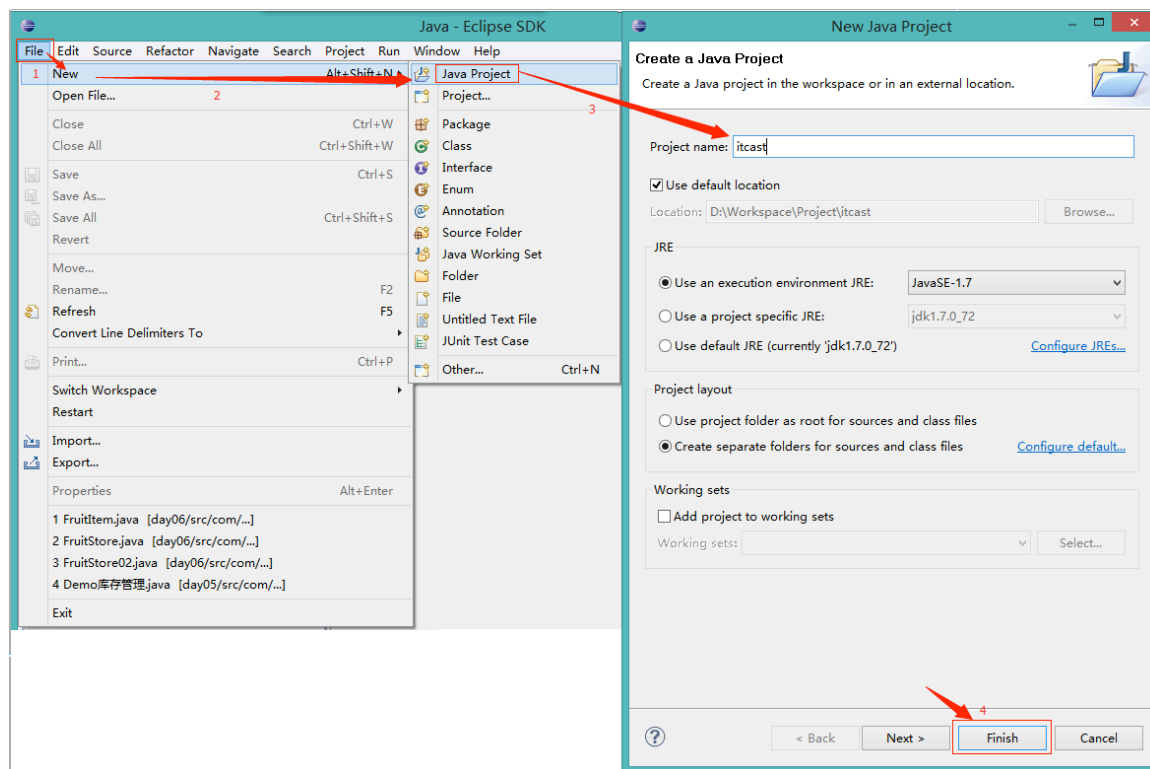 Java - Eclipse SDK
File Edit Source Refactor Navigate Search Project Run Window Help
1 New Alt+Shift+N
Open File... 2
Close Ctrl+W
Close All Ctrl+Shift+W
Save Ctrl+S
Save As...
Save All Ctrl+Shift+S
Revert
Move...
Rename... F2
Refresh F5
Convert Line Delimiters To
Print... Ctrl+P
Switch Workspace
Restart
Import...
Export...
Properties Alt+Enter
1 FruitItem.java [day06/src/com/...]
2 FruitStore.java [day06/src/com/...]
3 FruitStore02.java [day06/src/com/...]
4 Demo库存管理.java [day05/src/com/...]
Exit
Java Project
Project...
3
Package
Class
Interface
Enum
Annotation
Source Folder
Java Working Set
Folder
File
Untitled Text File
JUnit Test Case
Other... Ctrl+N
New Java Project
Create a Java Project
Create a Java project in the workspace or in an external location.
Project name: itcast
Use default location
Location: D:\Workspace\Project\itcast Browse...
JRE
Use an execution environment JRE: JavaSE-1.7
Use a project specific JRE: jdk1.7.0_72
Use default JRE (currently 'jdk1.7.0_72') Configure JREs...
Project layout
Use project folder as root for sources and class files
Create separate folders for sources and class files Configure default...
Working sets
Add project to working sets
Working sets: Select...
4
? < Back Next > Finish Cancel